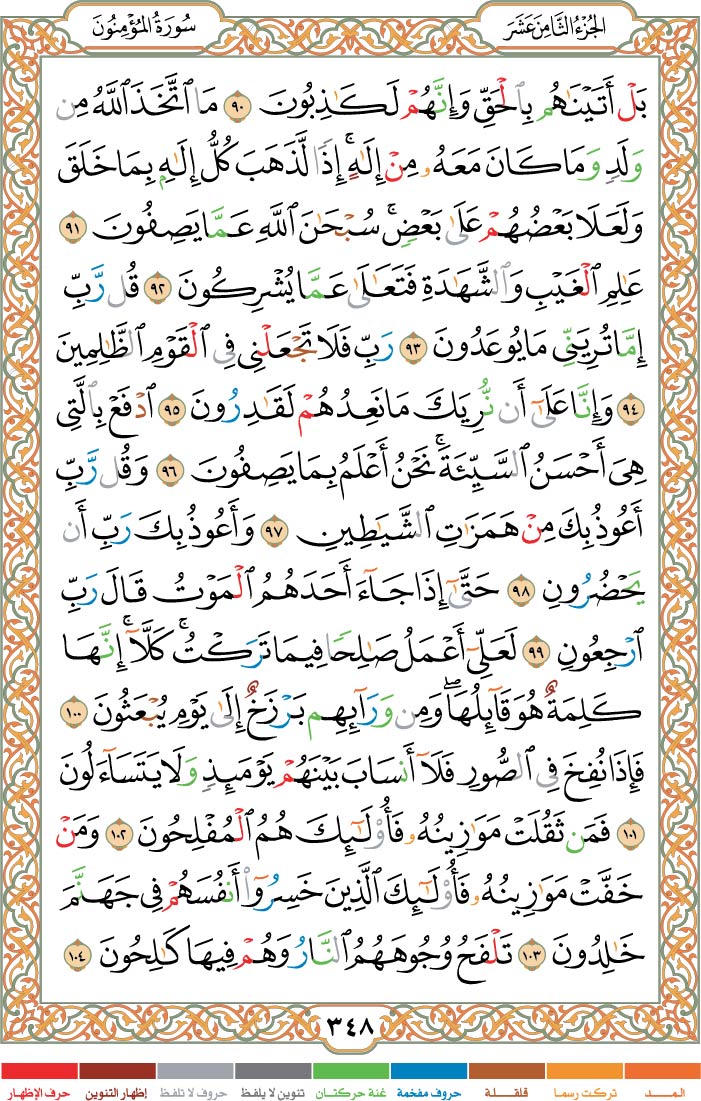 سُورَةُ المُؤْمِنُونَ
الجُزْءُ الثَّامِنَ عَشَرَ
بَلْ أَتَيْنَٰهُم بِٱلْحَقِّ وَإِنَّهُمْ لَكَٰذِبُونَ ٩٠ مَا ٱتَّخَذَ ٱللَّهُ مِن
وَلَدٍ وَمَا كَانَ مَعَهُۥ مِنْ إِلَٰهٍ ۚ إِذًا لَّذَهَبَ كُلُّ إِلَٰهٍۭ بِمَا خَلَقَ
وَلَعَلَا بَعْضُهُمْ عَلَىٰ بَعْضٍ ۚ سُبْحَٰنَ ٱللَّهِ عَمَّا يَصِفُونَ ٩١
عَٰلِمِ ٱلْغَيْبِ وَٱلشَّهَٰدَةِ فَتَعَٰلَىٰ عَمَّا يُشْرِكُونَ ٩٢ قُل رَّبِّ
إِمَّا تُرِيَنِّي مَا يُوعَدُونَ ٩٣ رَبِّ فَلَا تَجْعَلْنِي فِي ٱلْقَوْمِ ٱلظَّٰلِمِينَ
٩٤ وَإِنَّا عَلَىٰٓ أَن نُّرِيَكَ مَا نَعِدُهُمْ لَقَٰدِرُونَ ٩٥ ٱدْفَعْ بِٱلَّتِي
هِيَ أَحْسَنُ ٱلسَّيِّئَةَ ۚ نَحْنُ أَعْلَمُ بِمَا يَصِفُونَ ٩٦ وَقُل رَّبِّ
أَعُوذُ بِكَ مِنْ هَمَزَٰتِ ٱلشَّيَٰطِينِ ٩٧ وَأَعُوذُ بِكَ رَبِّ أَن
يَحْضُرُونِ ٩٨ حَتَّىٰٓ إِذَا جَآءَ أَحَدَهُمُ ٱلْمَوْتُ قَالَ رَبِّ
ٱرْجِعُونِ ٩٩ لَعَلِّيٓ أَعْمَلُ صَٰلِحًا فِيمَا تَرَكْتُ ۚ كَلَّآ ۚ إِنَّهَا
كَلِمَةٌ هُوَ قَآئِلُهَا ۖ وَمِن وَرَآئِهِم بَرْزَخٌ إِلَىٰ يَوْمِ يُبْعَثُونَ ١٠٠
فَإِذَا نُفِخَ فِي ٱلصُّورِ فَلَآ أَنسَابَ بَيْنَهُمْ يَوْمَئِذٍ وَلَا يَتَسَآءَلُونَ
١٠١ فَمَن ثَقُلَتْ مَوَٰزِينُهُۥ فَأُو۟لَٰٓئِكَ هُمُ ٱلْمُفْلِحُونَ ١٠٢ وَمَنْ
خَفَّتْ مَوَٰزِينُهُۥ فَأُو۟لَٰٓئِكَ ٱلَّذِينَ خَسِرُوٓا۟ أَنفُسَهُمْ فِي جَهَنَّمَ
خَٰلِدُونَ ١٠٣ تَلْفَحُ وُجُوهَهُمُ ٱلنَّارُ وَهُمْ فِيهَا كَٰلِحُونَ ١٠٤
٣٤٨
المــد تركت رسما قلقلة حروف مفخمة غنة حركتان تنوين لا يلفظ حروف لا تلفظ إظهار التنوين حرف الإظهار